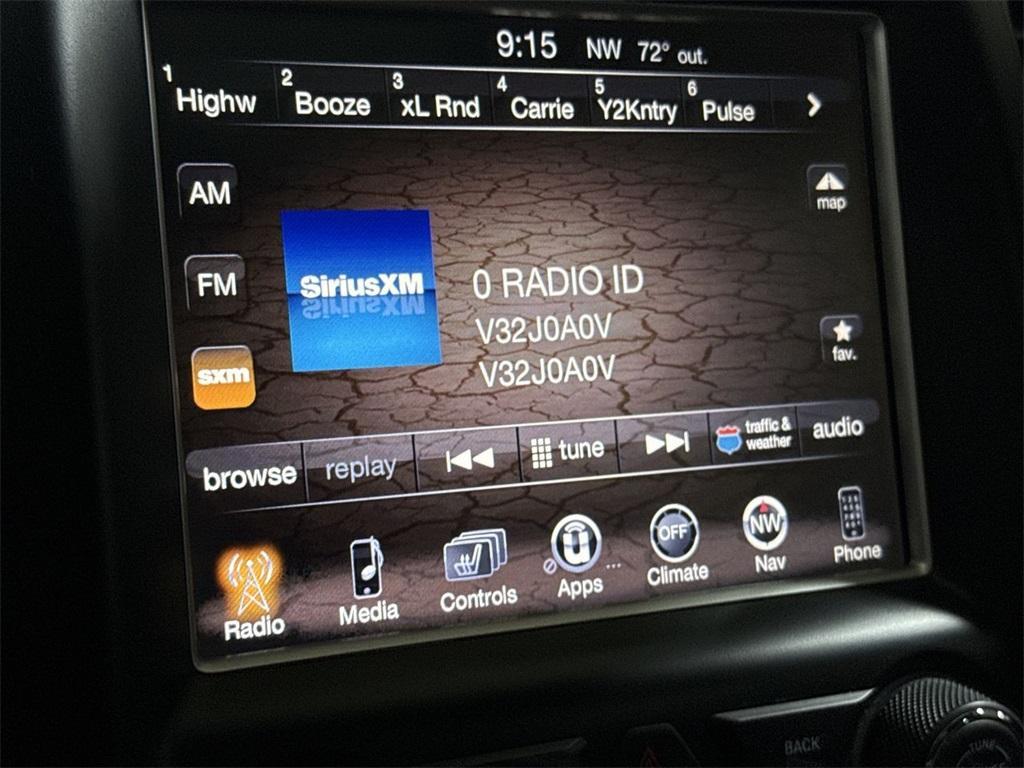 9:15 NW 72° out.
1 Highw 2 Booze 3 xL Rnd 4 Carrie 5 Y2Kntry 6 Pulse
AM
map
SiriusXM
FM
0 RADIO ID
V32J0A0V
V32J0A0V
fav.
sxm
browse replay tune traffic & weather audio
OFF NW
Radio Media Controls Apps ... Climate Nav Phone
BACK
TUNE